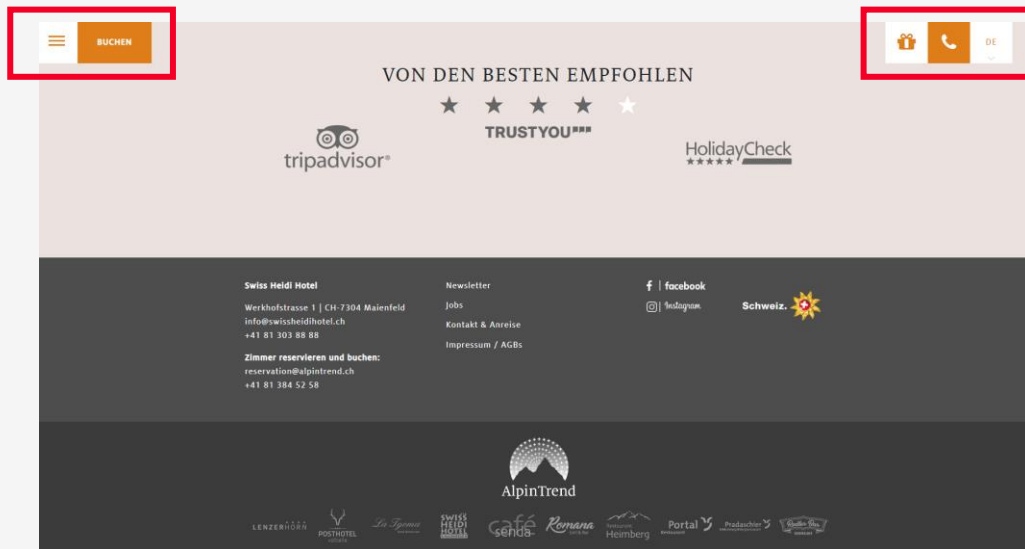 BUCHEN
DE
VON DEN BESTEN EMPFOHLEN
TRUSTYOU
tripadvisor®
HolidayCheck
Swiss Heidi Hotel
Werkhofstrasse 1 | CH-7304 Maienfeld
info@swissheidihotel.ch
+41 81 303 88 88
Zimmer reservieren und buchen:
reservation@alpintrend.ch
+41 81 384 52 58
Newsletter
Jobs
Kontakt & Anreise
Impressum / AGBs
f | facebook
| Instagram
Schweiz.
AlpinTrend
LENZERHORN
POSTHOTEL
La Tgoma
SWISS
HEIDI
HOTEL
café
senda
Romana
Heimberg
Portal
Pradaschier